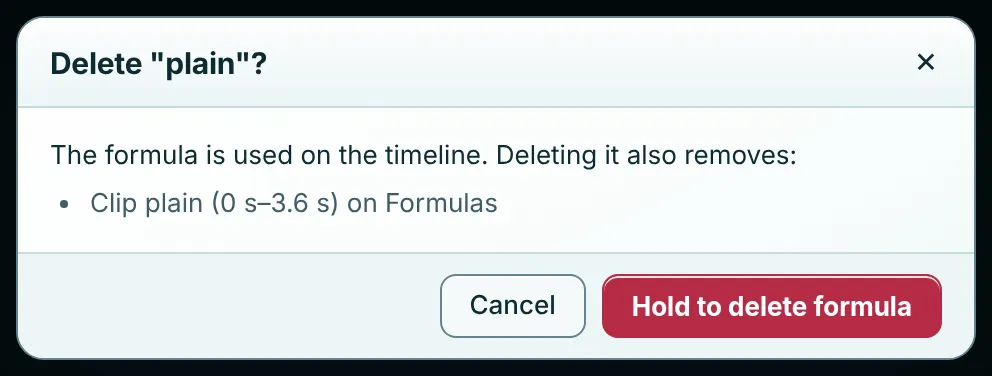 Delete "plain"?
The formula is used on the timeline. Deleting it also removes:
• Clip plain (0 s–3.6 s) on Formulas
Cancel
Hold to delete formula